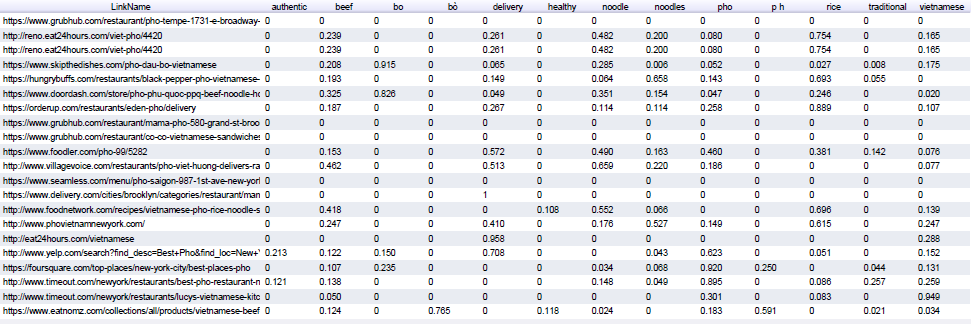 LinkName authentic beef bo bò delivery healthy noodle noodles pho p h rice traditional vietnamese
https://www.grubhub.com/restaurant/pho-tempe-1731-e-broadway- 0 0 0 0 0 0 0 0 0 0 0 0 0
http://reno.eat24hours.com/viet-pho/4420 0 0.239 0 0 0.261 0 0.482 0.200 0.080 0 0.754 0 0.165
http://reno.eat24hours.com/viet-pho/4420 0 0.239 0 0 0.261 0 0.482 0.200 0.080 0 0.754 0 0.165
https://www.skipthedishes.com/pho-dau-bo-vietnamese 0 0.208 0.915 0 0.065 0 0.285 0.006 0.052 0 0.027 0.008 0.175
https://hungrybuffs.com/restaurants/black-pepper-pho-vietnamese- 0 0.193 0 0 0.149 0 0.064 0.658 0.143 0 0.693 0.055 0
https://www.doordash.com/store/pho-phu-quoc-ppq-beef-noodle-ho 0 0.325 0.826 0 0.049 0 0.351 0.154 0.047 0 0.246 0 0.020
https://orderup.com/restaurants/eden-pho/delivery 0 0.187 0 0 0.267 0 0.114 0.114 0.258 0 0.889 0 0.107
https://www.grubhub.com/restaurant/mama-pho-580-grand-st-broo 0 0 0 0 0 0 0 0 0 0 0 0 0
https://www.grubhub.com/restaurant/co-co-vietnamese-sandwiches 0 0 0 0 0 0 0 0 0 0 0 0 0
https://www.foodler.com/pho-99/5282 0 0.153 0 0 0.572 0 0.490 0.163 0.460 0 0.381 0.142 0.076
http://www.villagevoice.com/restaurants/pho-viet-huong-delivers-ra 0 0.462 0 0 0.513 0 0.659 0.220 0.186 0 0 0 0.077
https://www.seamless.com/menu/pho-saigon-987-1st-ave-new-yorl 0 0 0 0 0 0 0 0 0 0 0 0 0
https://www.delivery.com/cities/brooklyn/categories/restaurant/man 0 0 0 0 1 0 0 0 0 0 0 0 0
http://www.foodnetwork.com/recipes/vietnamese-pho-rice-noodle-s 0 0.418 0 0 0 0.108 0.552 0.066 0 0 0.696 0 0.139
http://www.phovietnamnewyork.com/ 0 0.247 0 0 0.410 0 0.176 0.527 0.149 0 0.615 0 0.247
http://eat24hours.com/vietnamese 0 0 0 0 0.958 0 0 0 0 0 0 0 0.288
http://www.yelp.com/search?find_desc=Best+Pho&find_loc=New+Y 0.213 0.122 0.150 0 0.708 0 0 0.043 0.623 0 0.051 0 0.152
https://foursquare.com/top-places/new-york-city/best-places-pho 0 0.107 0.235 0 0 0 0.034 0.068 0.920 0.250 0 0.044 0.131
http://www.timeout.com/newyork/restaurants/best-pho-restaurant-n 0.121 0.138 0 0 0 0 0.148 0.049 0.895 0 0.086 0.257 0.259
http://www.timeout.com/newyork/restaurants/lucys-vietnamese-kitc 0 0.050 0 0 0 0 0 0 0.301 0 0.083 0 0.949
https://www.eatnomz.com/collections/all/products/vietnamese-beef 0 0.124 0 0.765 0 0.118 0.024 0 0.183 0.591 0 0.021 0.034